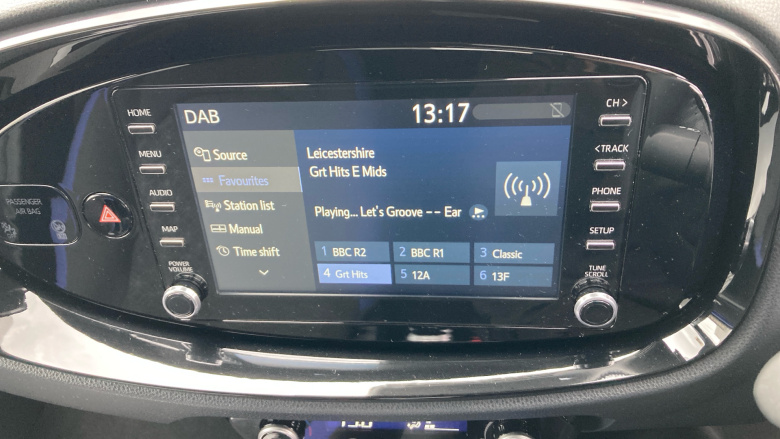 DAB 13:17
HOME
MENU
AUDIO
MAP
POWER
VOLUME
PASSENGER
AIR BAG
Source
Favourites
Station list
Manual
Time shift
Leicestershire
Grt Hits E Mids
Playing... Let's Groove -- Ear
1 BBC R2 2 BBC R1 3 Classic
4 Grt Hits 5 12A 6 13F
CH >
< TRACK
PHONE
SETUP
TUNE
SCROLL